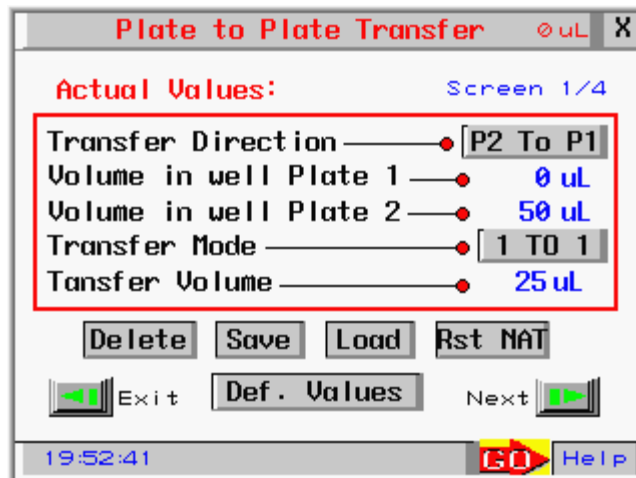 Plate to Plate Transfer 0 uL X
Actual Values: Screen 1/4
Transfer Direction P2 To P1
Volume in well Plate 1 0 uL
Volume in well Plate 2 50 uL
Transfer Mode 1 TO 1
Tansfer Volume 25 uL
Delete Save Load Rst NAT
Exit Def. Values Next
19:52:41 GO Help